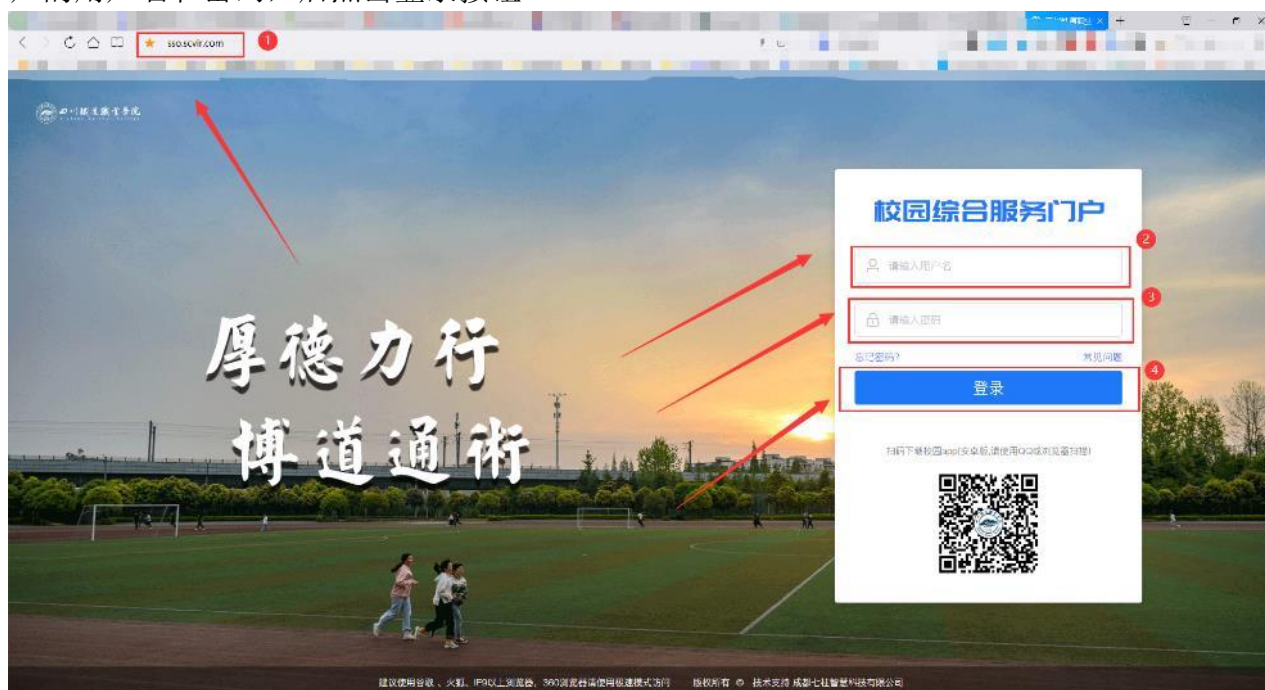 sso.scvir.com
1
校园综合服务门户
2
请输入用户名
3
请输入密码
忘记密码?
常见问题
4
登录
扫码下载校园app(安卓版,请使用QQ或浏览器扫描)
厚德力行
博道通術
建议使用谷歌、火狐、IE9以上浏览器, 360浏览器请使用极速模式访问 版权所有 © 技术支持 成都七柱智慧科技有限公司